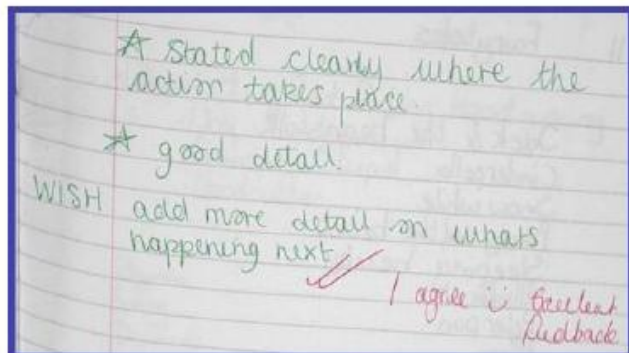 ☆ Stated clearly where the
action takes place.
☆ good detail.
WISH add more detail on whats
happening next
I agree :) Excellent
feedback